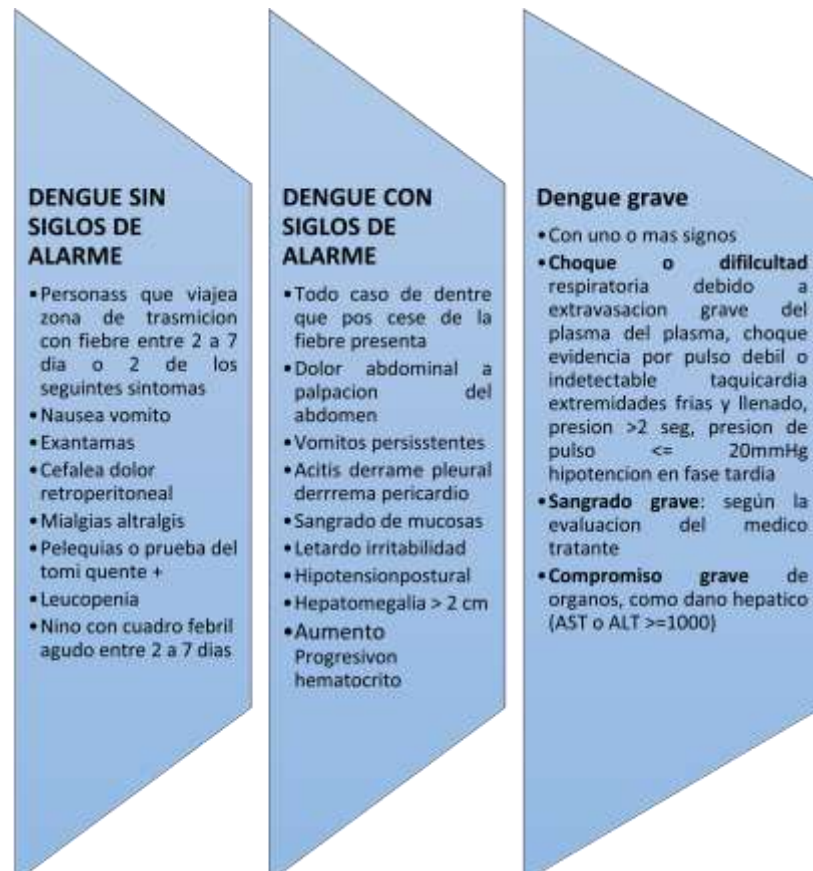 DENGUE SIN
SIGLOS DE
ALARME
•Personass que viajea
zona de trasmicion
con fiebre entre 2 a 7
dia o 2 de los
seguintes sintomas
•Nausea vomito
•Exantamas
•Cefalea dolor
retroperitoneal
•Mialgias altralgis
•Pelequias o prueba del
tomi quente +
•Leucopenia
•Nino con cuadro febril
agudo entre 2 a 7 dias
DENGUE CON
SIGLOS DE
ALARME
•Todo caso de dentre
que pos cese de la
fiebre presenta
•Dolor abdominal a
palpacion del
abdomen
•Vomitos persisstentes
•Acitis derrame pleural
derrrema pericardio
•Sangrado de mucosas
•Letardo irritabilidad
•Hipotensionpostural
•Hepatomegalia > 2 cm
•Aumento
Progresivon
hematocrito
Dengue grave
•Con uno o mas signos
•Choque o difilcultad
respiratoria debido a
extravasacion grave del
plasma del plasma, choque
evidencia por pulso debil o
indetectable taquicardia
extremidades frias y llenado,
presion >2 seg, presion de
pulso <= 20mmHg
hipotencion en fase tardia
•Sangrado grave: según la
evaluacion del medico
tratante
•Compromiso grave de
organos, como dano hepatico
(AST o ALT >=1000)